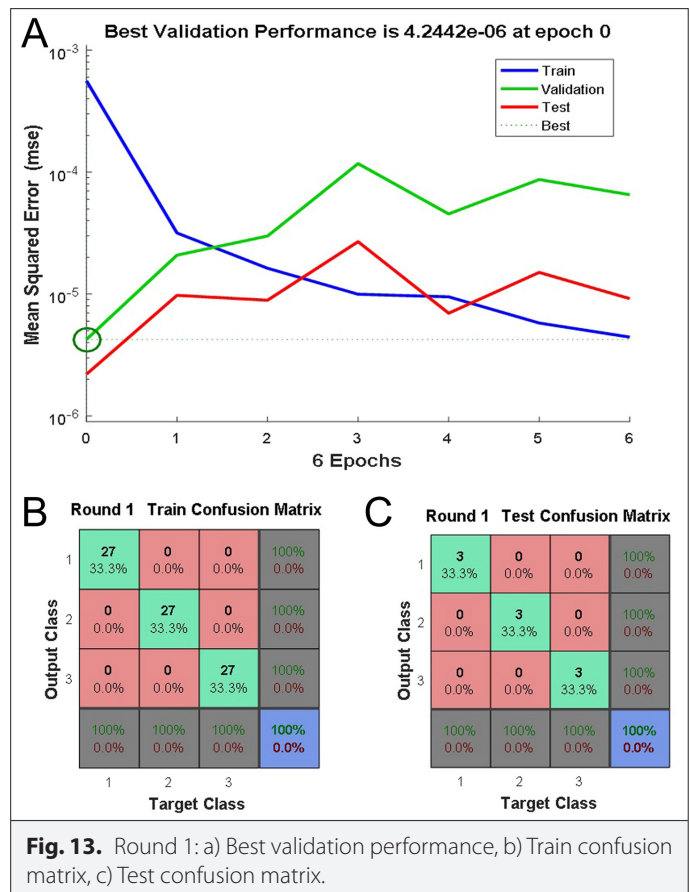 A
Best Validation Performance is 4.2442e-06 at epoch 0
Mean Squared Error (mse)
10-3
10-4
10-5
10-6
Train
Validation
Test
Best
0 1 2 3 4 5 6
6 Epochs
B
Round 1 Train Confusion Matrix
Output Class
1 27 0 0 100%
33.3% 0.0% 0.0% 0.0%
2 0 27 0 100%
0.0% 33.3% 0.0% 0.0%
3 0 0 27 100%
0.0% 0.0% 33.3% 0.0%
100% 100% 100% 100%
0.0% 0.0% 0.0% 0.0%
1 2 3
Target Class
C
Round 1 Test Confusion Matrix
Output Class
1 3 0 0 100%
33.3% 0.0% 0.0% 0.0%
2 0 3 0 100%
0.0% 33.3% 0.0% 0.0%
3 0 0 3 100%
0.0% 0.0% 33.3% 0.0%
100% 100% 100% 100%
0.0% 0.0% 0.0% 0.0%
1 2 3
Target Class
Fig. 13. Round 1: a) Best validation performance, b) Train confusion
matrix, c) Test confusion matrix.